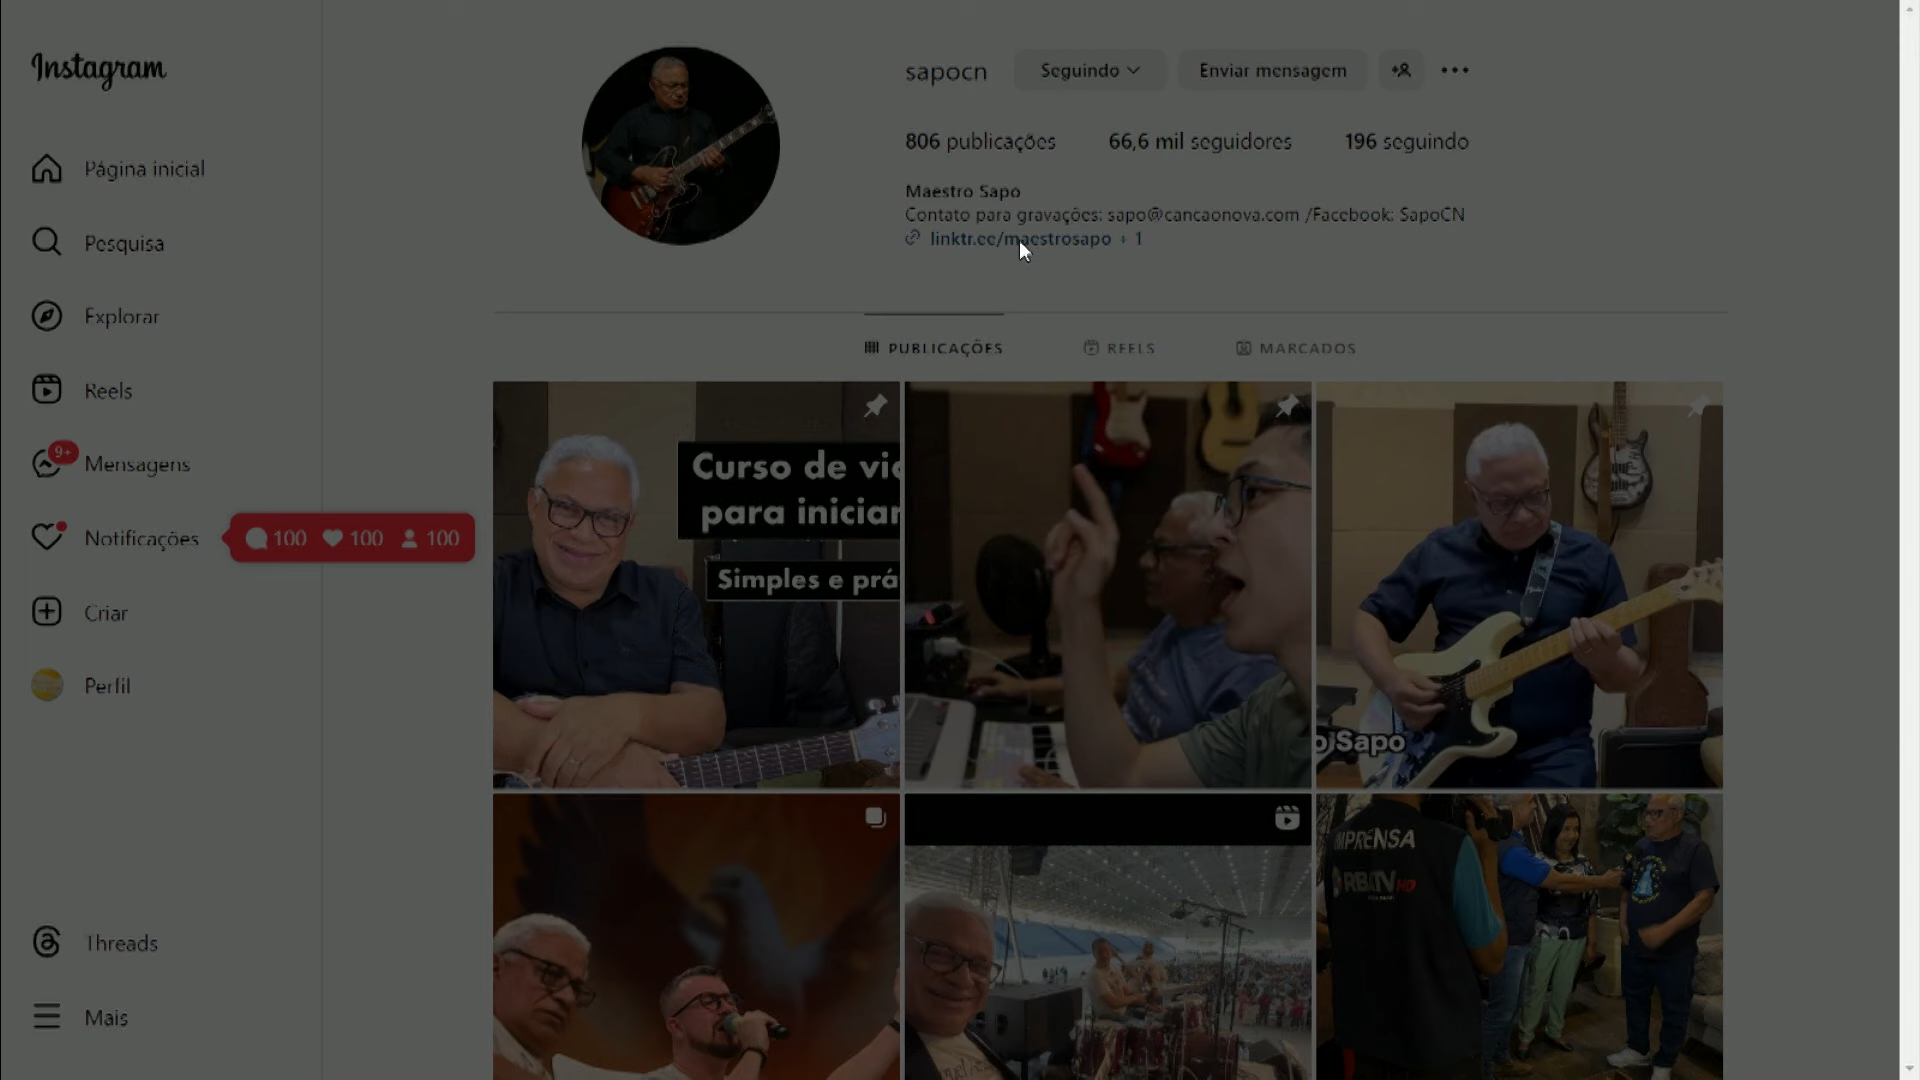 Instagram
Página inicial
Pesquisa
Explorar
Reels
9+
Mensagens
Notificações
100 100 100
Criar
Perfil
Threads
Mais
sapocn Seguindo Enviar mensagem
806 publicações 66,6 mil seguidores 196 seguindo
Maestro Sapo
Contato para gravações: sapo@cancaonova.com /Facebook: SapoCN
linktr.ee/maestrosapo + 1
PUBLICAÇÕES REELS MARCADOS
Curso de vio
para inician
Simples e prá
o Sapo
IMPRENSA
RBATV HD